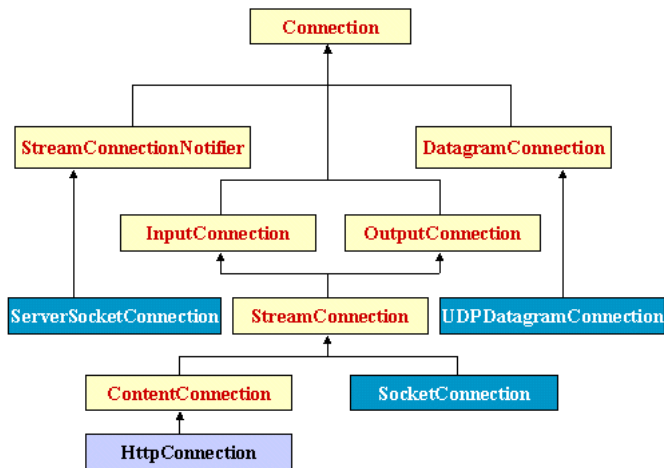 Connection
StreamConnectionNotifier
DatagramConnection
InputConnection
OutputConnection
ServerSocketConnection
StreamConnection
UDPDatagramConnection
ContentConnection
SocketConnection
HttpConnection